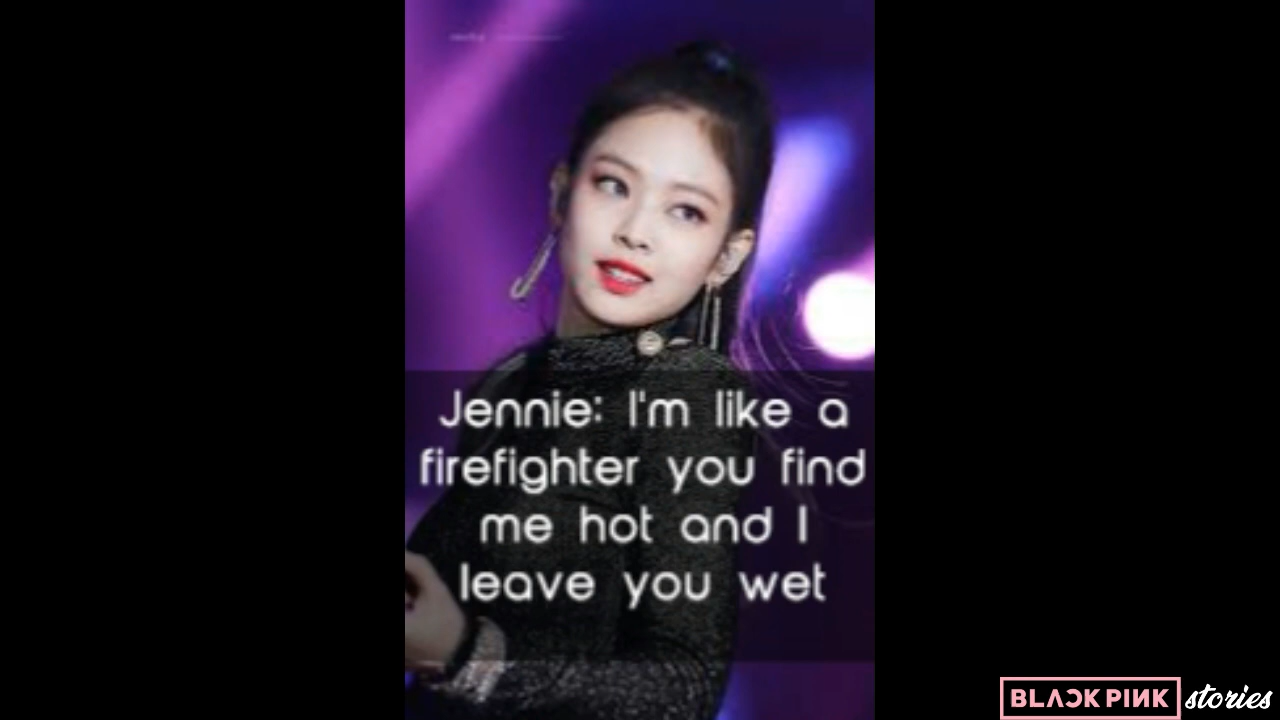 Jennie: I'm like a
firefighter you find
me hot and I
leave you wet
BLACKPINK stories